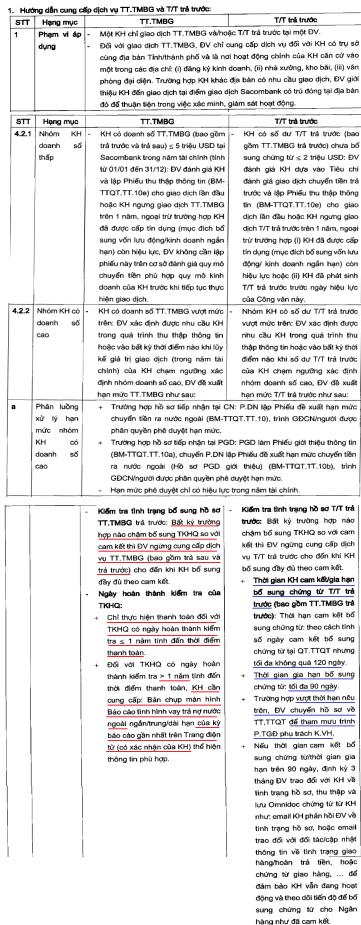 1. Hướng dẫn cung cấp dịch vụ TT.TMBG và T/T trả trước:
STT Hạng mục TT.TMBG T/T trả trước
1 Phạm vi áp dụng
- Một KH chỉ giao dịch TT.TMBG và/hoặc T/T trả trước tại một ĐV.
- Đối với giao dịch TT.TMBG, ĐV chỉ cung cấp dịch vụ đối với KH có trụ sở
cùng địa bàn Tỉnh/thành phố và là nơi hoạt động chính của KH căn cứ vào
một trong các địa chỉ: (i) đăng ký kinh doanh, (ii) nhà xưởng, kho bãi, (iii) văn
phòng đại diện. Trường hợp KH khác địa bàn có nhu cầu giao dịch, ĐV giới
thiệu KH đến giao dịch tại điểm giao dịch Sacombank có trú đóng tại địa bàn
đó để thuận tiện trong việc xác minh, giám sát hoạt động.
STT Hạng mục TT.TMBG T/T trả trước
4.2.1 Nhóm KH
doanh số
thấp
- KH có doanh số TT.TMBG (bao gồm
trả trước và trả sau) ≤ 5 triệu USD tại
Sacombank trong năm tài chính (tính
từ 01/01 đến 31/12): ĐV đánh giá KH
và lập Phiếu thu thập thông tin (BM-
TTQT.TT.10e) cho giao dịch lần đầu
hoặc KH ngưng giao dịch TT.TMBG
trên 1 năm, ngoại trừ trường hợp KH
đã được cấp tín dụng (mục đích bổ
sung vốn lưu động/kinh doanh ngắn
hạn) còn hiệu lực, ĐV không cần lập
phiếu này trên cơ sở đánh giá quy mô
chuyển tiền phù hợp quy mô kinh
doanh của KH trước khi tiếp tục thực
hiện giao dịch.
- KH có số dư T/T trả trước (bao
gồm TT.TMBG trả trước) chưa bổ
sung chứng từ ≤ 2 triệu USD: ĐV
đánh giá KH dựa vào Tiêu chí
đánh giá giao dịch chuyển tiền trả
trước và lập Phiếu thu thập thông
tin (BM-TTQT.TT.10e) cho giao
dịch lần đầu hoặc KH ngưng giao
dịch T/T trả trước trên 1 năm, ngoại
trừ trường hợp (i) KH đã được cấp
tín dụng (mục đích bổ sung vốn lưu
động/ kinh doanh ngắn hạn) còn
hiệu lực hoặc (ii) KH đã phát sinh
T/T trả trước trước ngày hiệu lực
của Công văn này.
4.2.2 Nhóm KH có
doanh số
cao
- KH có doanh số TT.TMBG vượt mức
trên: ĐV xác định được nhu cầu KH
trong quá trình thu thập thông tin
hoặc vào bất kỳ thời điểm nào khi lũy
kế giá trị giao dịch (trong năm tài
chính) của KH chạm ngưỡng xác
định nhóm doanh số cao, ĐV đề xuất
hạn mức TT.TMBG như sau:
- Nhóm KH có số dư T/T trả trước
vượt mức trên: ĐV xác định được
nhu cầu KH trong quá trình thu
thập thông tin hoặc vào bất kỳ thời
điểm nào khi số dư T/T trả trước
của KH chạm ngưỡng xác định
nhóm doanh số cao, ĐV đề xuất
hạn mức T/T trả trước như sau:
a Phân luồng
xử lý hạn
mức nhóm
KH có
doanh số
cao
+ Trường hợp hồ sơ tiếp nhận tại CN: P.DN lập Phiếu đề xuất hạn mức
chuyển tiền ra nước ngoài (BM-TTQT.TT.10), trình GĐCN/người được
phân quyền phê duyệt hạn mức.
+ Trường hợp hồ sơ tiếp nhận tại PGD: PGD làm Phiếu giới thiệu thông tin
(BM-TTQT.TT.10a), chuyển P.DN lập Phiếu đề xuất hạn mức chuyển tiền
ra nước ngoài (Hồ sơ PGD giới thiệu) (BM-TTQT.TT.10b), trình
GĐCN/người được phân quyền phê duyệt hạn mức.
+ Hạn mức phê duyệt chỉ có hiệu lực trong năm tài chính.
- Kiểm tra tình trạng bổ sung hồ sơ
TT.TMBG trả trước: Bất kỳ trường
hợp nào chậm bổ sung TKHQ so với
cam kết thì ĐV ngừng cung cấp dịch
vụ TT.TMBG (bao gồm trả sau và
trả trước) cho đến khi KH bổ sung
đầy đủ theo cam kết.
- Ngày hoàn thành kiểm tra của
TKHQ:
+ Chỉ thực hiện thanh toán đối với
TKHQ có ngày hoàn thành kiểm
tra ≤ 1 năm tính đến thời điểm
thanh toán.
+ Đối với TKHQ có ngày hoàn
thành kiểm tra > 1 năm tính đến
thời điểm thanh toán, KH cần
cung cấp: Bản chụp màn hình
Báo cáo tình hình vay trả nợ nước
ngoài ngắn/trung/dài hạn của kỳ
báo cáo gần nhất trên Trang điện
tử (có xác nhận của KH) thể hiện
thông tin phù hợp.
- Kiểm tra tình trạng hồ sơ T/T trả
trước: Bất kỳ trường hợp nào
chậm bổ sung TKHQ so với cam
kết thì ĐV ngừng cung cấp dịch
vụ T/T trả trước cho đến khi KH
bổ sung đầy đủ theo cam kết.
+ Thời gian KH cam kết/gia hạn
bổ sung chứng từ T/T trả
trước (bao gồm TT.TMBG trả
trước): Thời hạn cam kết bổ
sung chứng từ: theo cách tính
số ngày cam kết bổ sung
chứng từ tại QT.TTQT nhưng
tối đa không quá 120 ngày.
+ Thời gian gia hạn bổ sung
chứng từ: tối đa 90 ngày.
+ Trường hợp vượt thời hạn nêu
trên, ĐV chuyển hồ sơ về
TT.TTQT để tham mưu trình
P.TGĐ phụ trách K.VH.
+ Nếu thời gian cam kết bổ
sung chứng từ/thời gian gia
hạn trên 90 ngày, định kỳ 3
tháng ĐV trao đổi với KH về
tình trạng hồ sơ, thu thập và
lưu Omnidoc chứng từ từ KH
như: email KH phản hồi ĐV về
tình trạng hồ sơ, hoặc email
trao đổi với đối tác/cập nhật
thông tin về tình trạng giao
hàng/hoàn trả tiền, hoặc
chứng từ giao hàng, … để
đảm bảo KH vẫn đang hoạt
động và theo dõi tiến độ để bổ
sung chứng từ cho Ngân
hàng như đã cam kết.